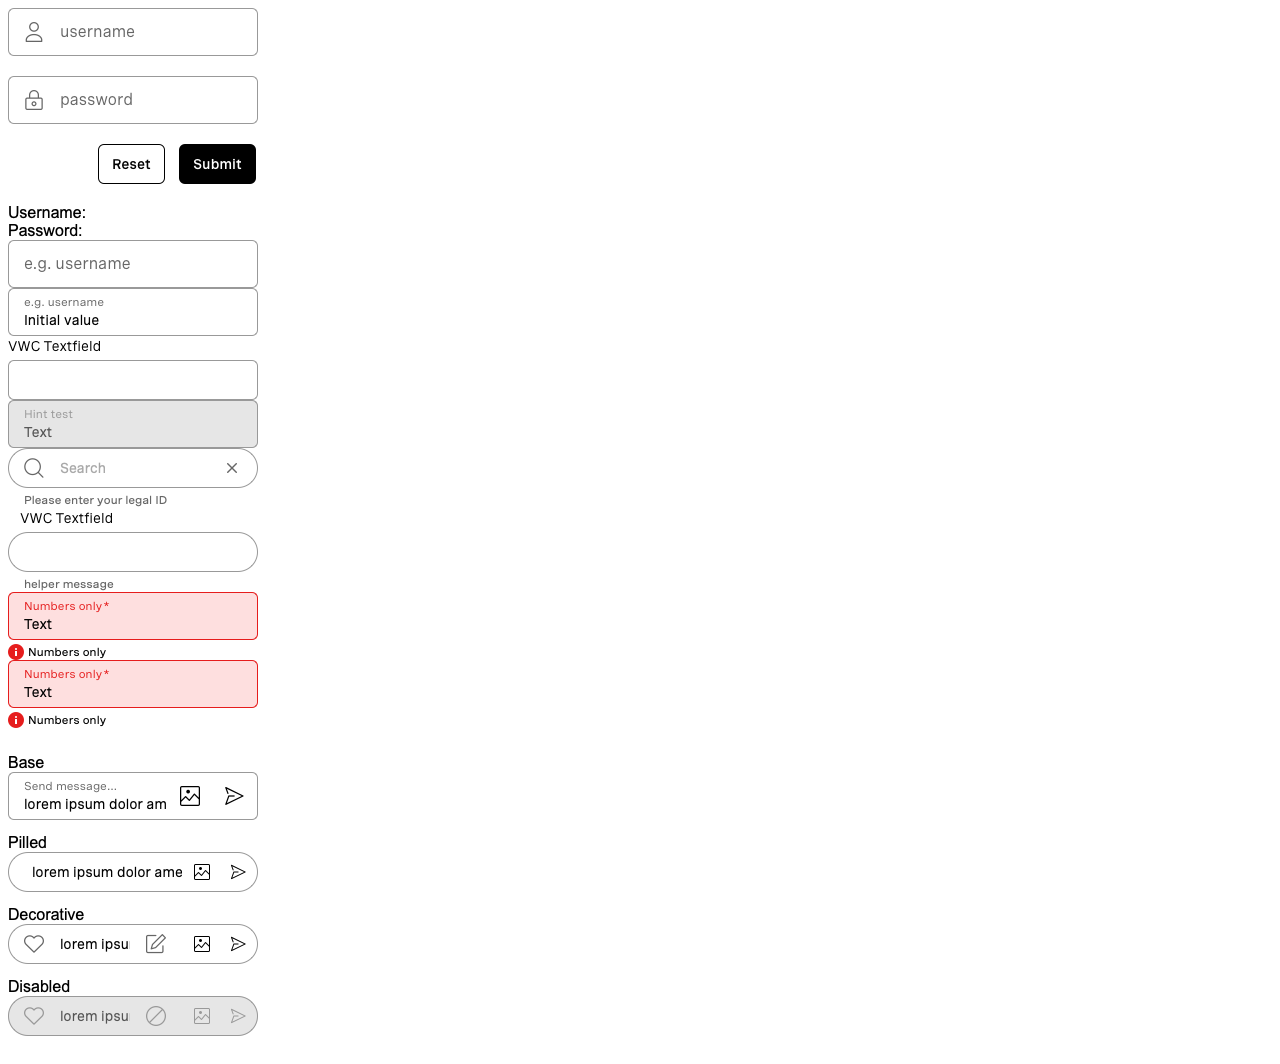 username
password
Reset Submit
Username:
Password:
e.g. username
e.g. username
Initial value
VWC Textfield
Hint test
Text
Search
Please enter your legal ID
VWC Textfield
helper message
Numbers only*
Text
Numbers only
Numbers only*
Text
Numbers only
Base
Send message...
lorem ipsum dolor am
Pilled
lorem ipsum dolor ame
Decorative
lorem ipsu
Disabled
lorem ipsu